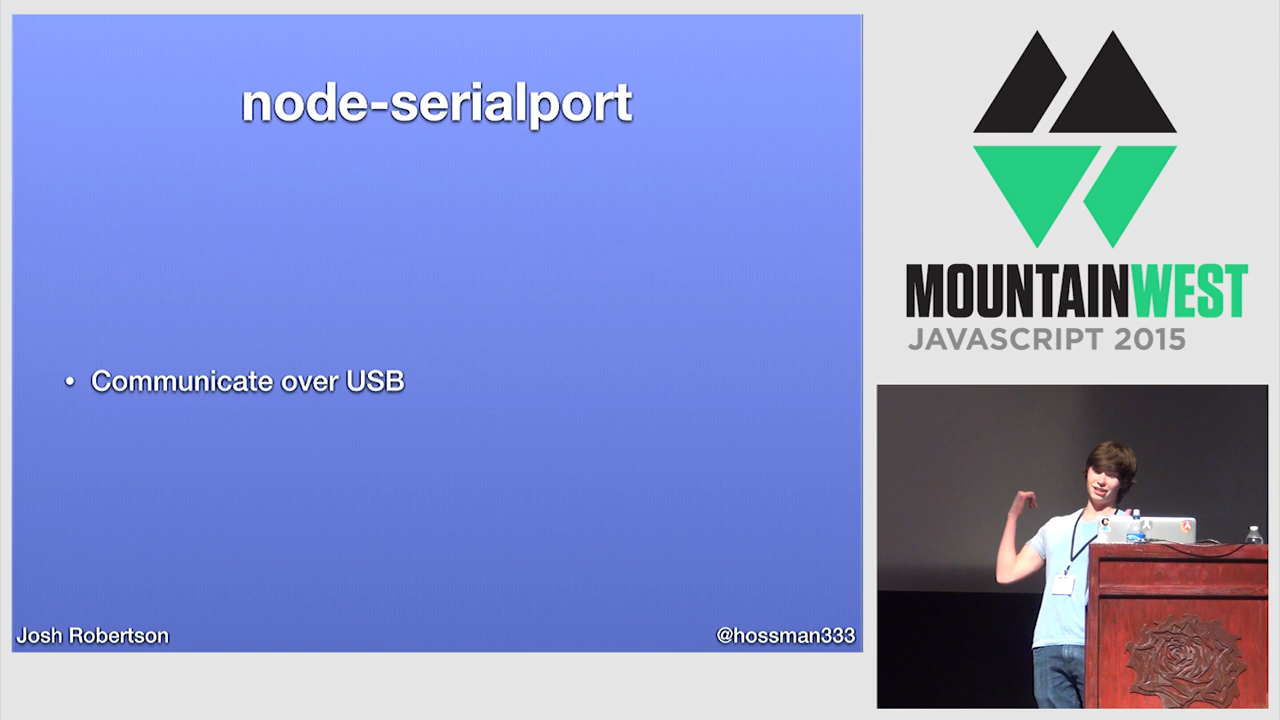 node-serialport
• Communicate over USB
Josh Robertson
@hossman333
MOUNTAINWEST
JAVASCRIPT 2015